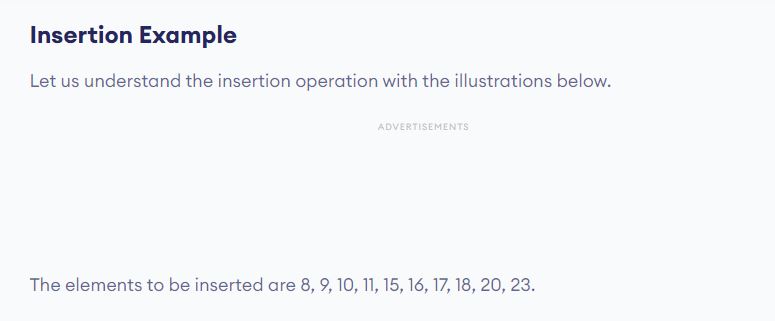 Insertion Example
Let us understand the insertion operation with the illustrations below.
ADVERTISEMENTS
The elements to be inserted are 8, 9, 10, 11, 15, 16, 17, 18, 20, 23.